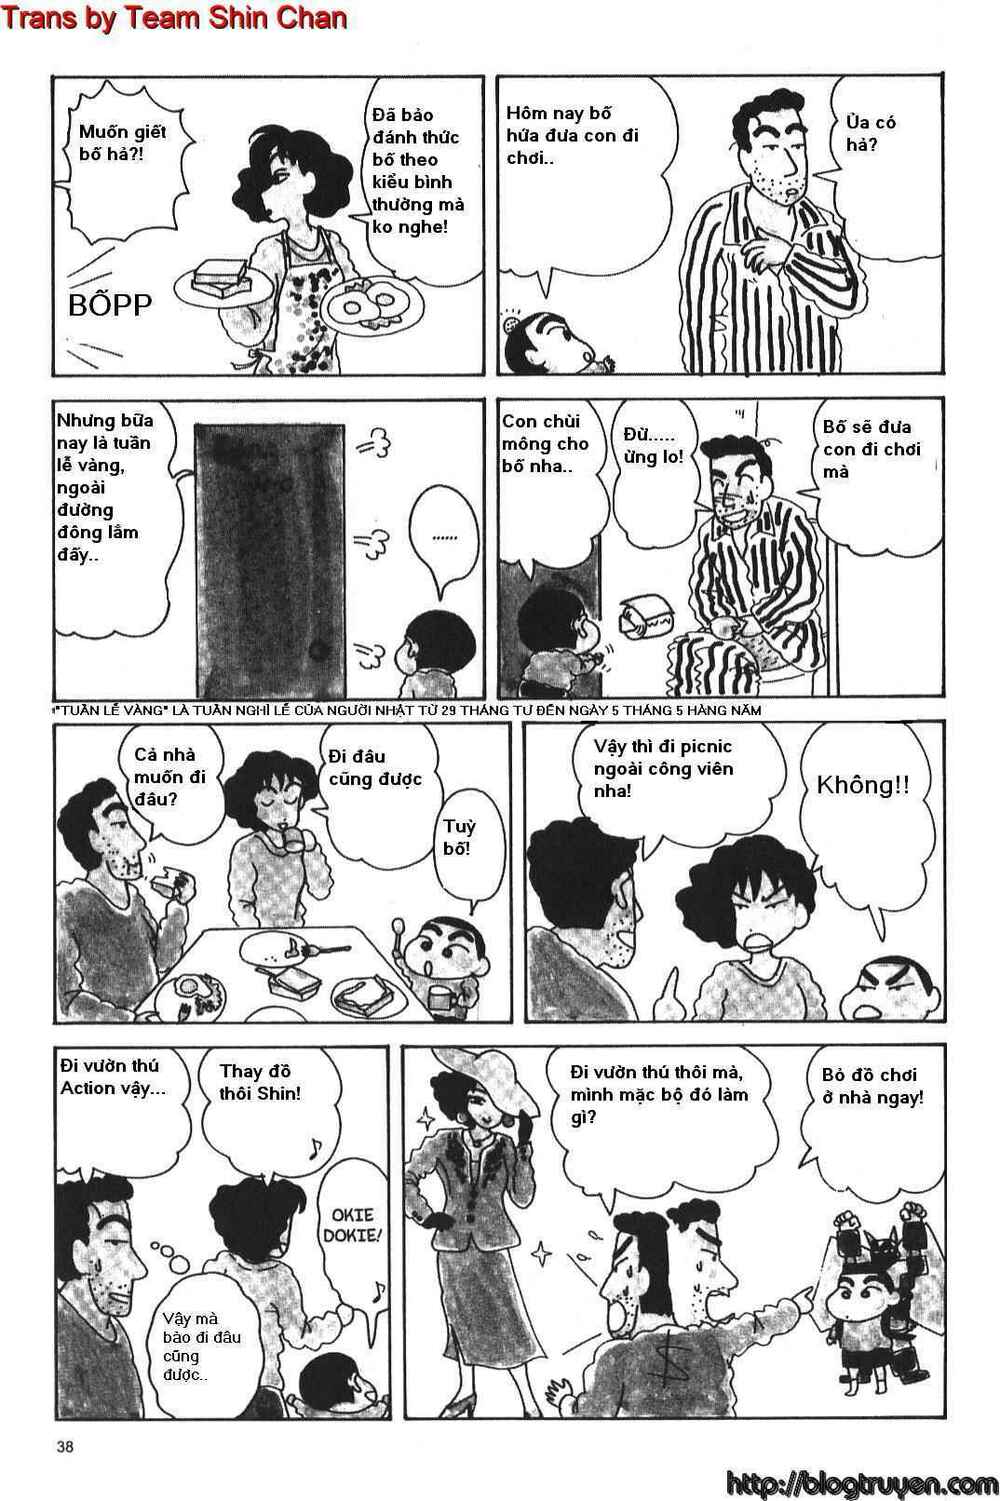 Trans by Team Shin Chan
Muốn giết
bố hả?!
Đã bảo
đánh thức
bố theo
kiểu bình
thường mà
ko nghe!
BỐPP
Hôm nay bố
hứa đưa con đi
chơi..
Ủa có
hả?
Nhưng bữa
nay là tuần
lễ vàng,
ngoài
đường
đông lắm
đấy..
......
Con chùi
mông cho
bố nha..
Đừ.....
ừng lo!
Bố sẽ đưa
con đi chơi
mà
"TUẦN LỄ VÀNG" LÀ TUẦN NGHỈ LỄ CỦA NGƯỜI NHẬT TỪ 29 THÁNG TƯ ĐẾN NGÀY 5 THÁNG 5 HÀNG NĂM
Cả nhà
muốn đi
đâu?
Đi đâu
cũng được
Tuỳ
bố!
Vậy thì đi picnic
ngoài công viên
nha!
Không!!
Đi vườn thú
Action vậy...
Thay đồ
thôi Shin!
OKIE
DOKIE!
Vậy mà
bảo đi đâu
cũng
được..
Đi vườn thú thôi mà,
mình mặc bộ đó làm
gì?
Bỏ đồ chơi
ở nhà ngay!
38
http://blogtruyen.com